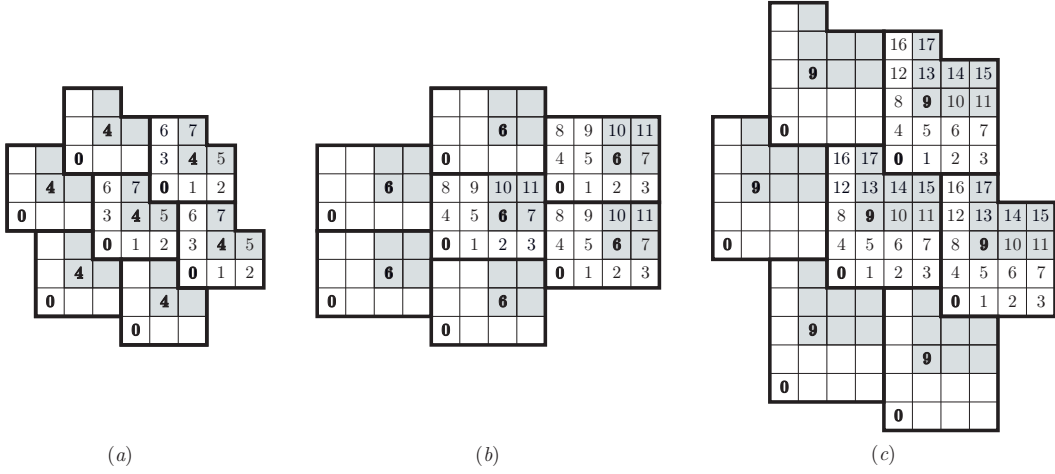 4 6 7
0 3 4 5
4 6 7 0 1 2
0 3 4 5 6 7
0 1 2 3 4 5
4 0 1 2
0 4
0
(a)
6 8 9 10 11
0 4 5 6 7
6 8 9 10 11 0 1 2 3
0 4 5 6 7 8 9 10 11
0 1 2 3 4 5 6 7
6 0 1 2 3
0 6
0
(b)
16 17
9 12 13 14 15
8 9 10 11
0 4 5 6 7
16 17 0 1 2 3
9 12 13 14 15 16 17
8 9 10 11 12 13 14 15
0 4 5 6 7 8 9 10 11
0 1 2 3 4 5 6 7
0 1 2 3
9
9
0
0
(c)